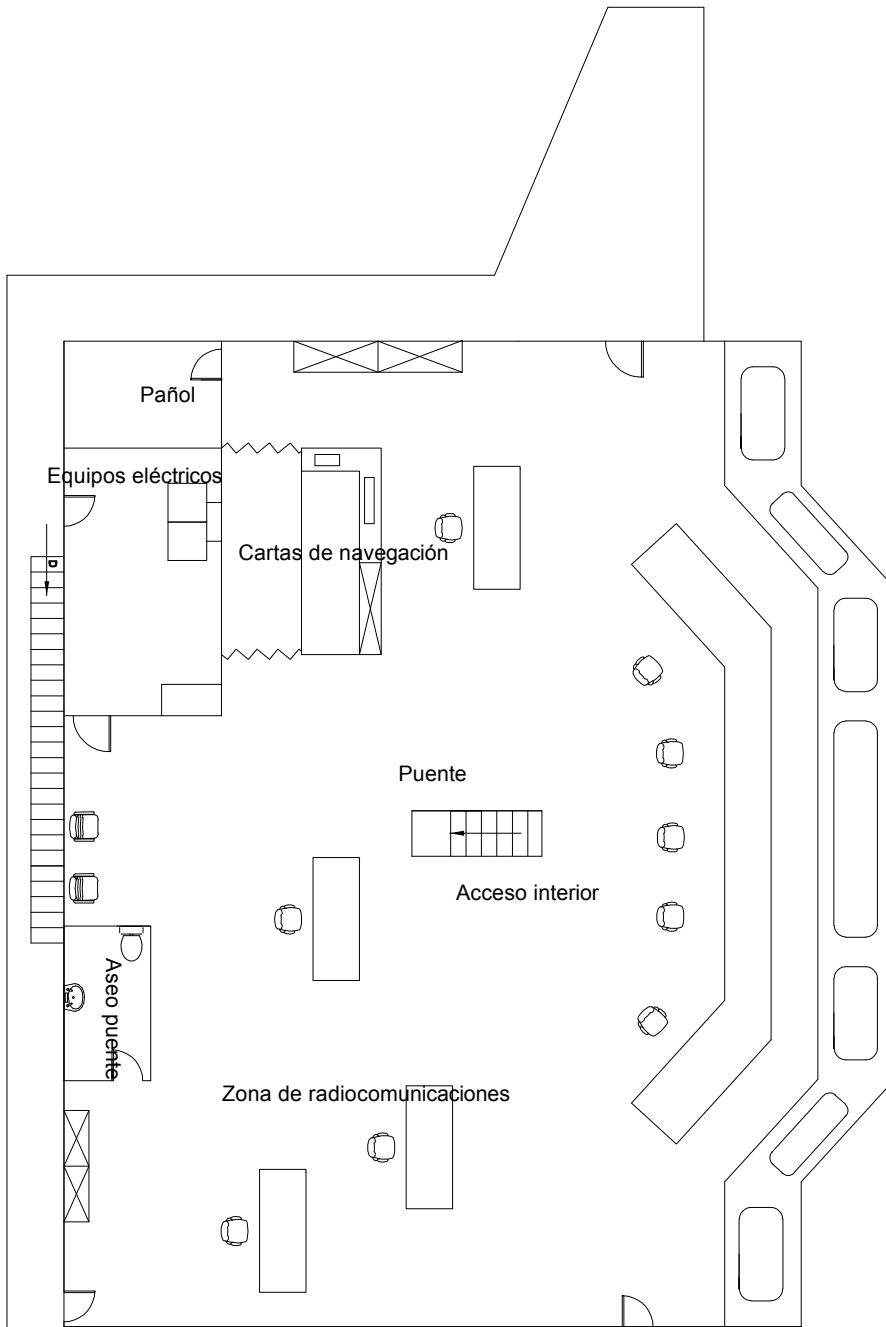 Pañol
Equipos eléctricos
D
Cartas de navegación
Puente
Acceso interior
Aseo puente
Zona de radiocomunicaciones